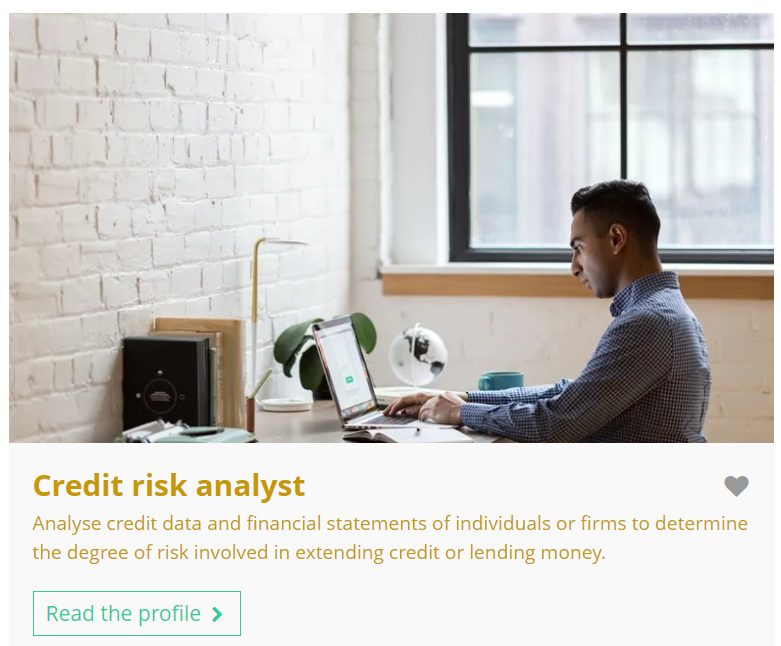 Credit risk analyst
Analyse credit data and financial statements of individuals or firms to determine
the degree of risk involved in extending credit or lending money.
Read the profile